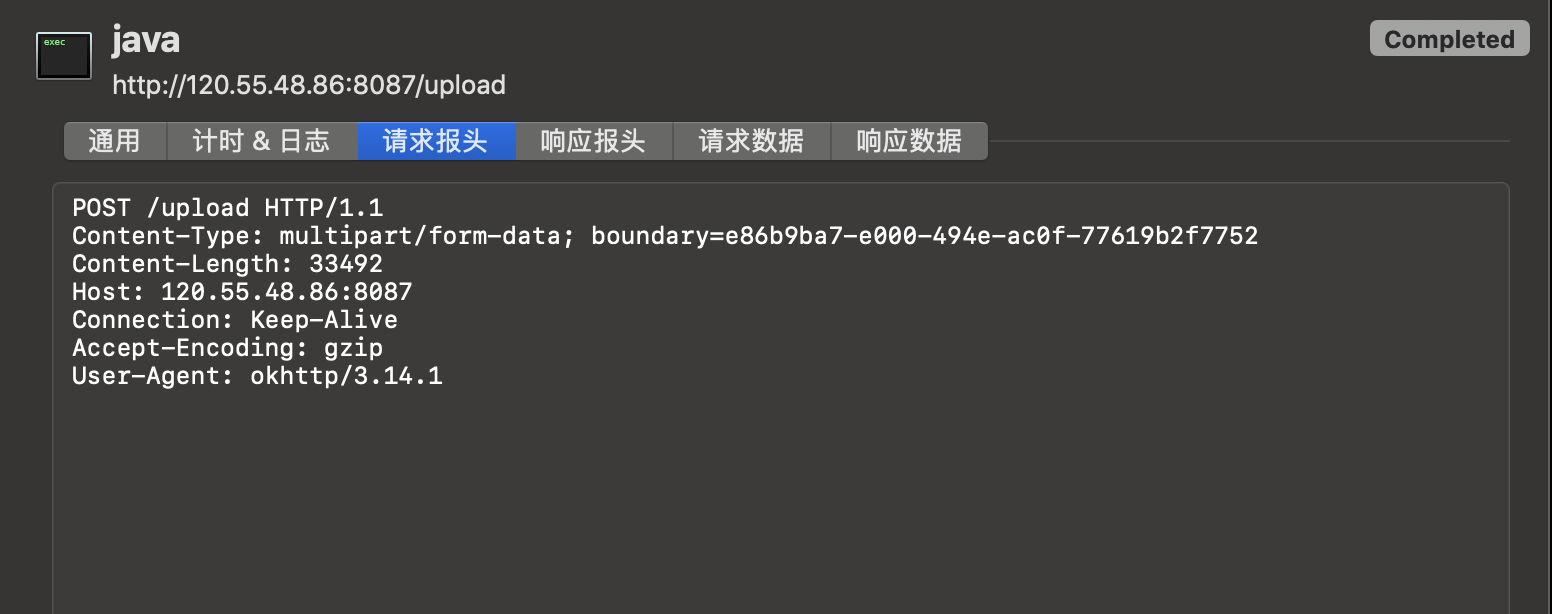 exec
java
Completed
http://120.55.48.86:8087/upload
通用
计时 & 日志
请求报头
响应报头
请求数据
响应数据
POST /upload HTTP/1.1
Content-Type: multipart/form-data; boundary=e86b9ba7-e000-494e-ac0f-77619b2f7752
Content-Length: 33492
Host: 120.55.48.86:8087
Connection: Keep-Alive
Accept-Encoding: gzip
User-Agent: okhttp/3.14.1